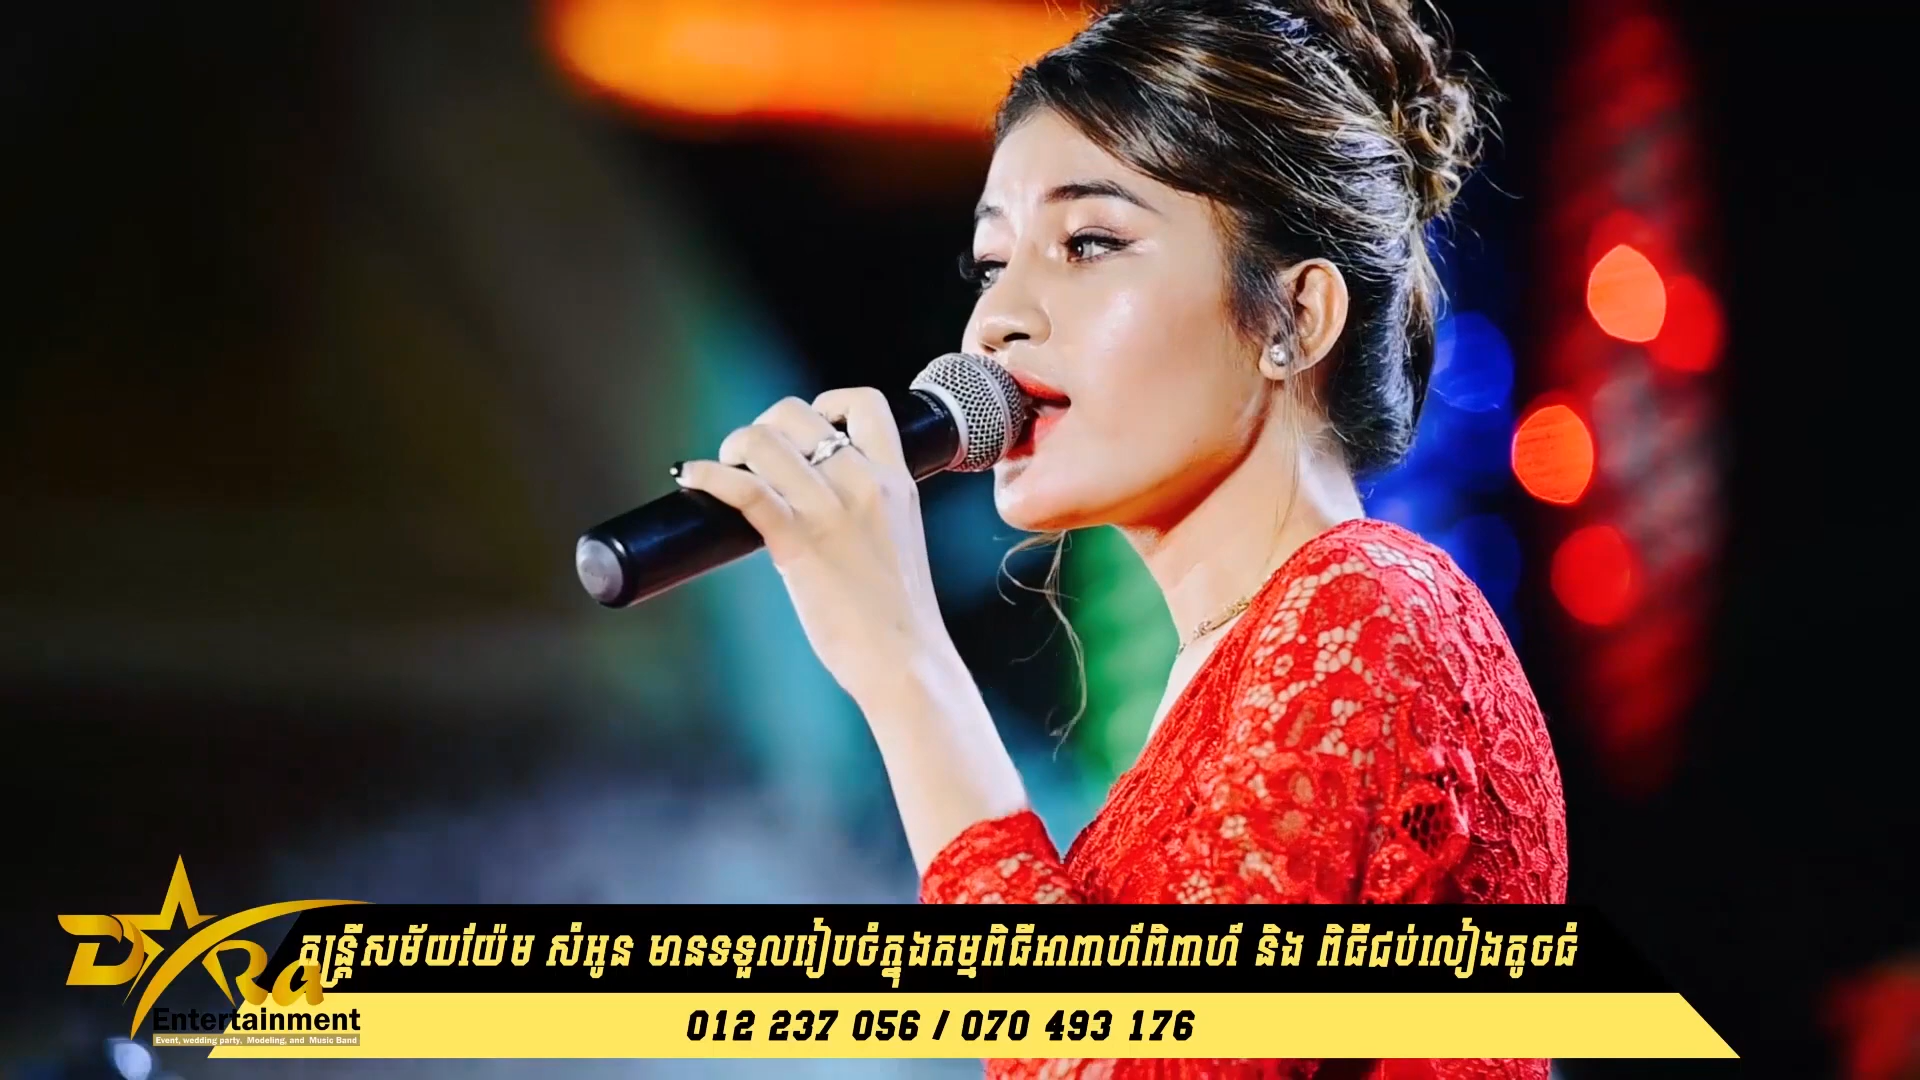 តន្ត្រីសម័យយ៉ែម សំអូន មានទទួលរៀបចំក្នុងកម្មពិធីអាពាហ៍ពិពាហ៍ និង ពិធីជប់លៀងតូចធំ
012 237 056 / 070 493 176
Dara
Entertainment
Event, wedding party, Modeling, and Music Band